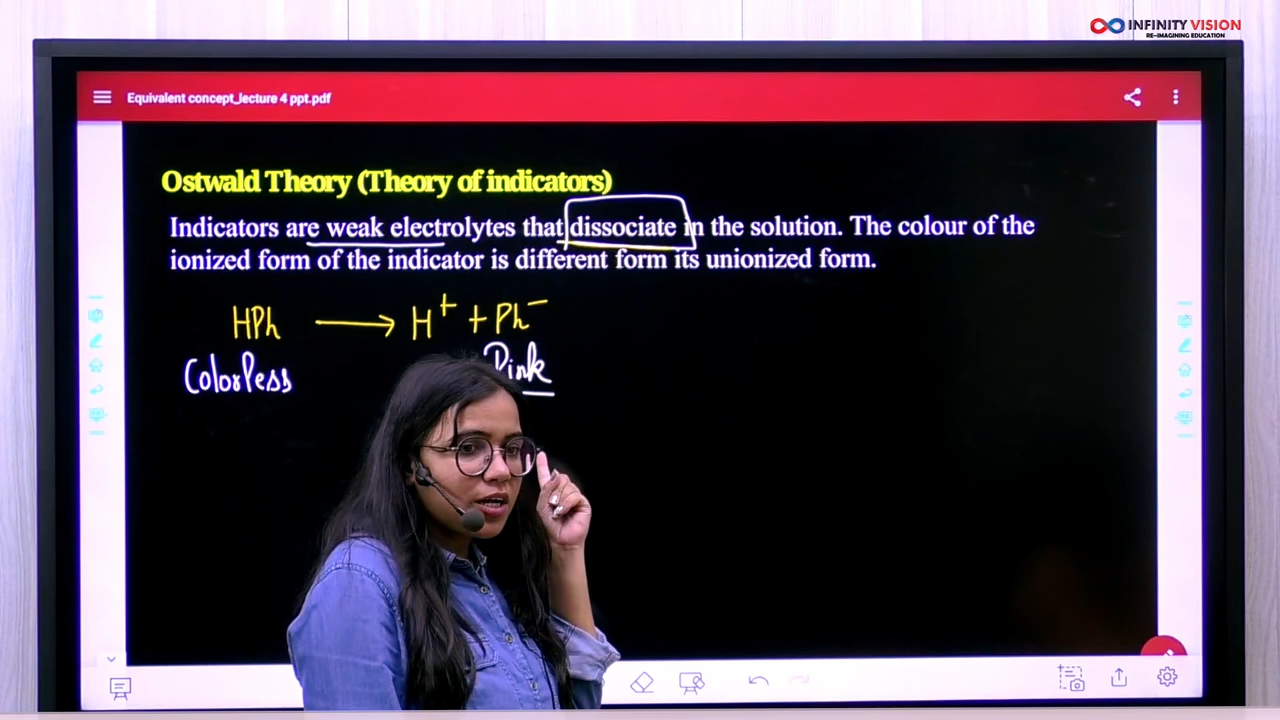 INFINITY VISION
RE-IMAGINING EDUCATION
Equivalent concept_lecture 4 ppt.pdf
Ostwald Theory (Theory of indicators)
Indicators are weak electrolytes that dissociate in the solution. The colour of the
ionized form of the indicator is different form its unionized form.
HPh ⟶ H⁺ + Ph⁻
Colorless Pink